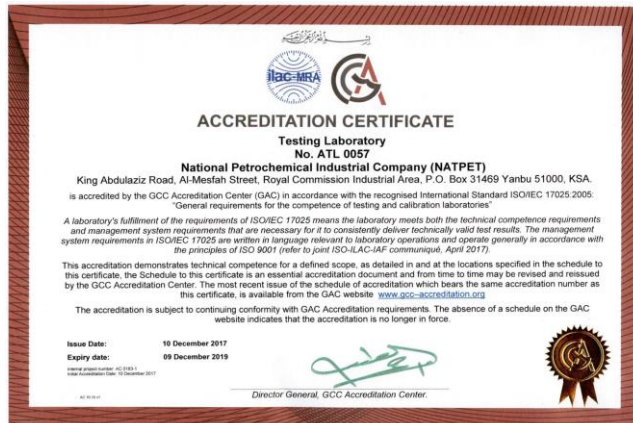 ilac-MRA
ACCREDITATION CERTIFICATE
Testing Laboratory
No. ATL 0057
National Petrochemical Industrial Company (NATPET)
King Abdulaziz Road, Al-Mesfah Street, Royal Commission Industrial Area, P.O. Box 31469 Yanbu 51000, KSA.
is accredited by the GCC Accreditation Center (GAC) in accordance with the recognised International Standard ISO/IEC 17025:2005:
"General requirements for the competence of testing and calibration laboratories"
A laboratory's fulfillment of the requirements of ISO/IEC 17025 means the laboratory meets both the technical competence requirements
and management system requirements that are necessary for it to consistently deliver technically valid test results. The management
system requirements in ISO/IEC 17025 are written in language relevant to laboratory operations and operate generally in accordance with
the principles of ISO 9001 (refer to joint ISO-ILAC-IAF communiqué, April 2017).
This accreditation demonstrates technical competence for a defined scope, as detailed in and at the locations specified in the schedule to
this certificate, the Schedule to this certificate is an essential accreditation document and from time to time may be revised and reissued
by the GCC Accreditation Center. The most recent issue of the schedule of accreditation which bears the same accreditation number as
this certificate, is available from the GAC website www.gcc-accreditation.org
The accreditation is subject to continuing conformity with GAC Accreditation requirements. The absence of a schedule on the GAC
website indicates that the accreditation is no longer in force.
Issue Date: 10 December 2017
Expiry date: 09 December 2019
Initial Accreditation Date: 10 December 2017
Director General, GCC Accreditation Center.